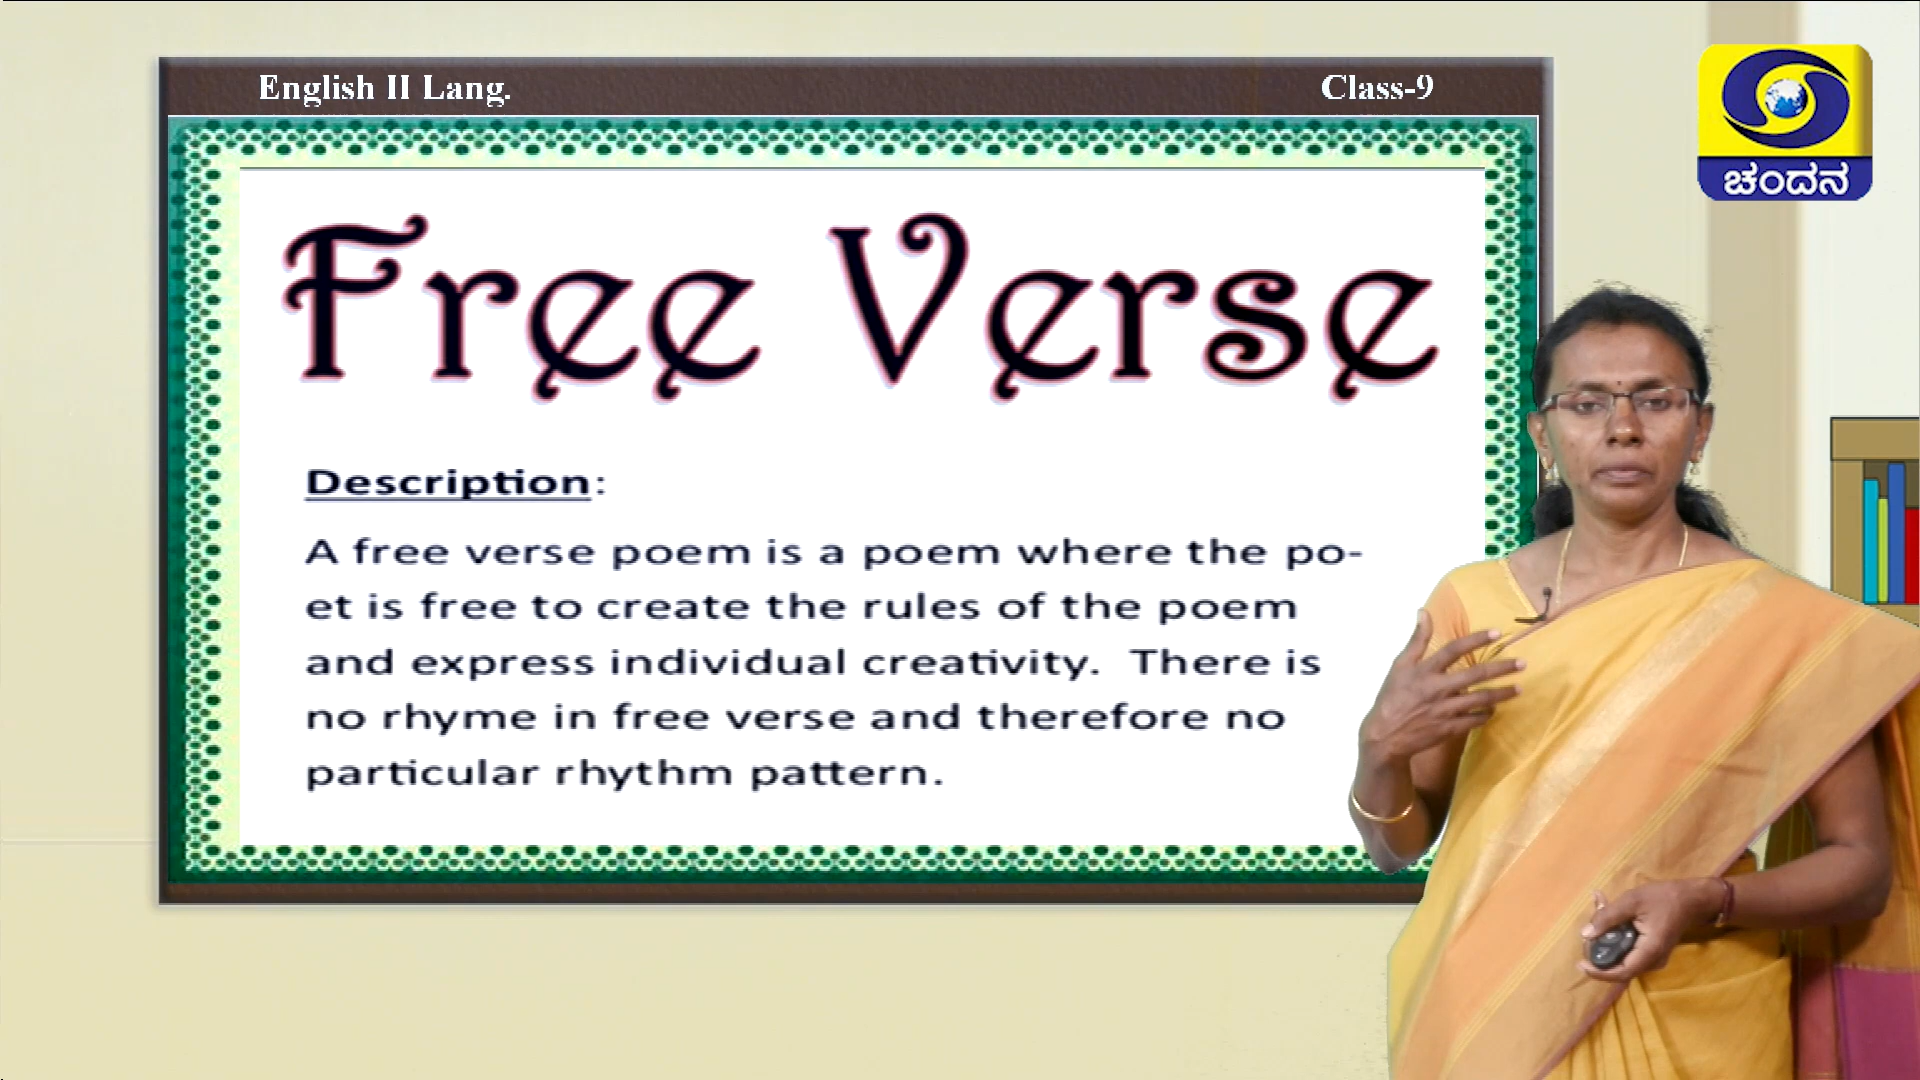 English II Lang.
Class-9
ಚಂದನ
Free Verse
Description:
A free verse poem is a poem where the po-
et is free to create the rules of the poem
and express individual creativity.  There is
no rhyme in free verse and therefore no
particular rhythm pattern.